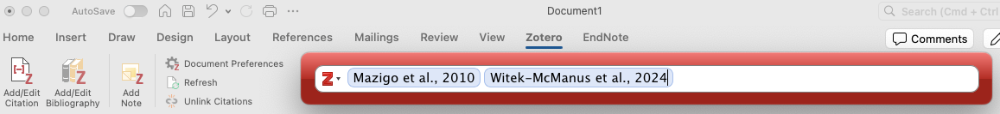 AutoSave
Document1
Search (Cmd + Ctrl
Home Insert Draw Design Layout References Mailings Review View Zotero EndNote
Comments
Add/Edit
Citation
Add/Edit
Bibliography
Add
Note
Document Preferences
Refresh
Unlink Citations
Z Mazigo et al., 2010 Witek-McManus et al., 2024